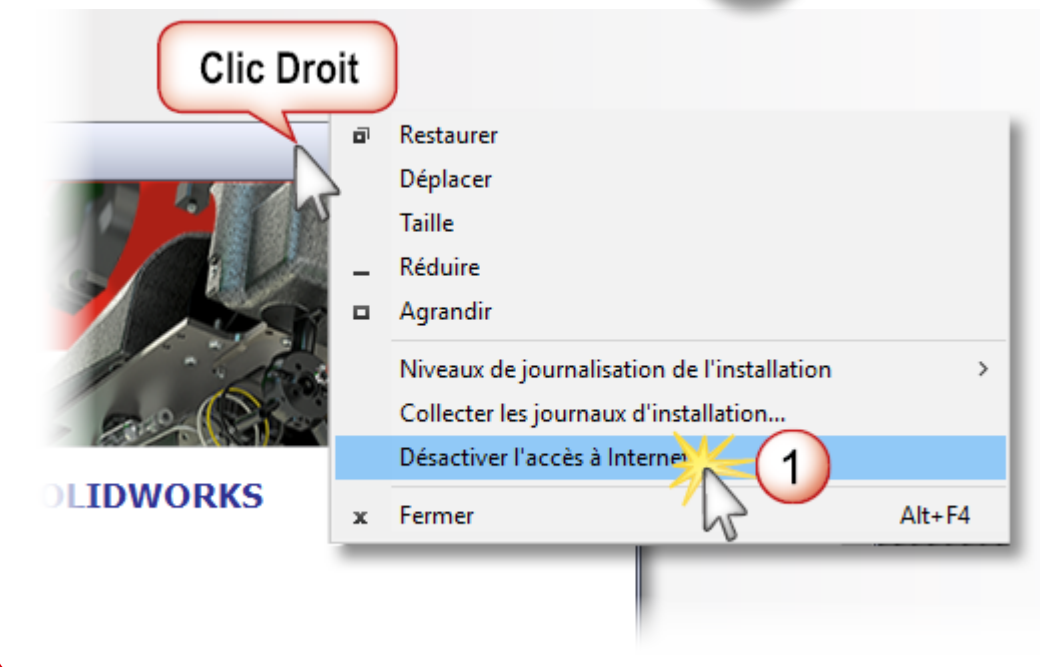 Clic Droit
Restaurer
Déplacer
Taille
Réduire
Agrandir
Niveaux de journalisation de l'installation
Collecter les journaux d'installation...
Désactiver l'accès à Interne
1
OLIDWORKS
Fermer Alt+F4